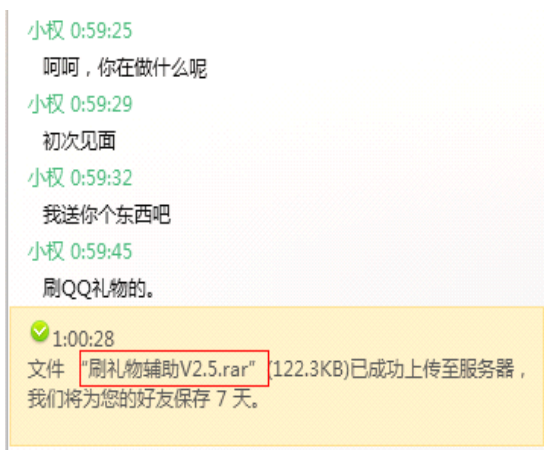 小权 0:59:25
呵呵，你在做什么呢
小权 0:59:29
初次见面
小权 0:59:32
我送你个东西吧
小权 0:59:45
刷QQ礼物的。
1:00:28
文件 “刷礼物辅助V2.5.rar” (122.3KB)已成功上传至服务器，
我们将为您的好友保存 7 天。